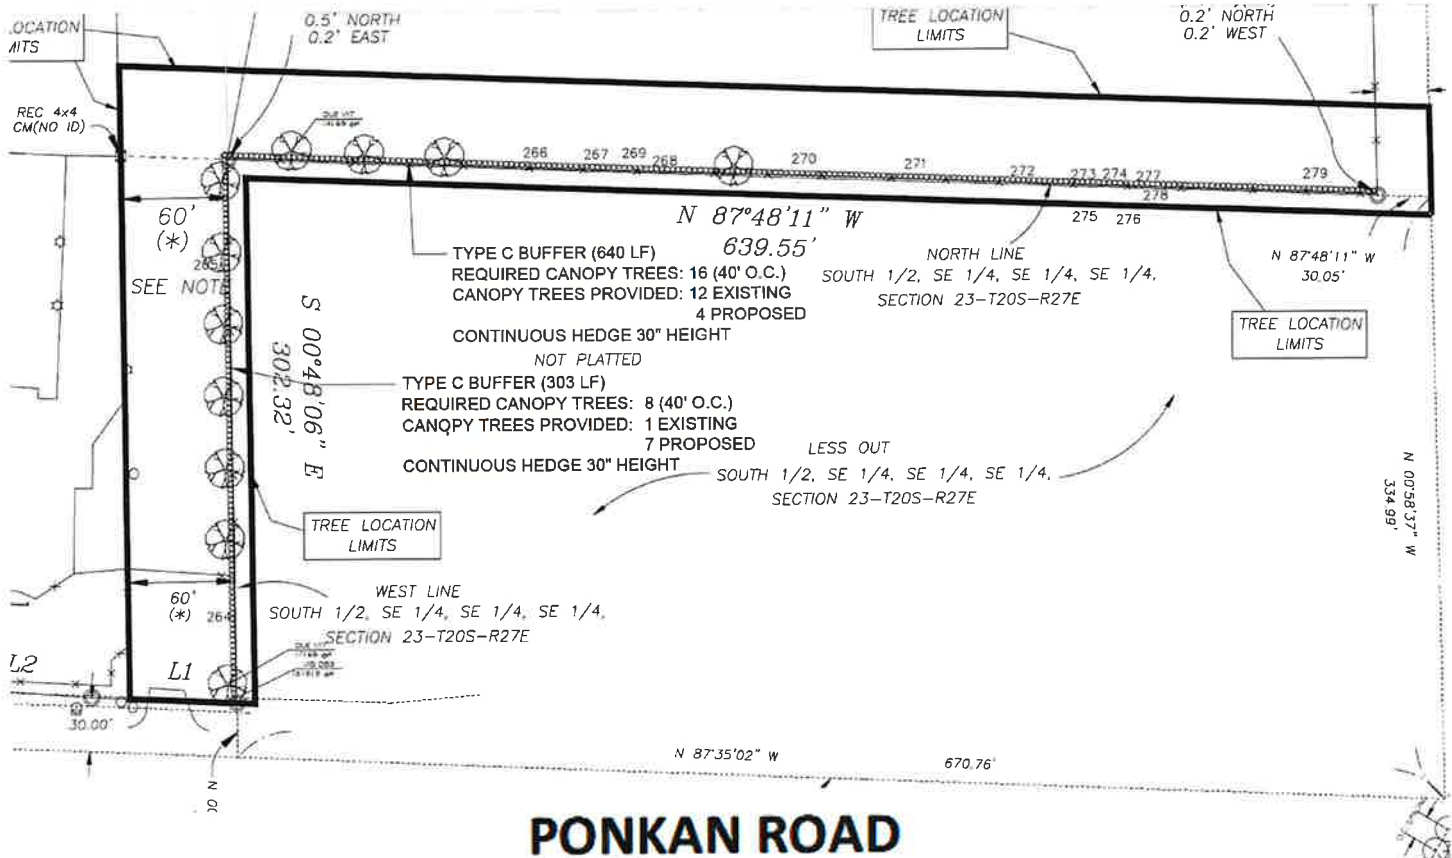 OCATION
MITS
0.5' NORTH
0.2' EAST
TREE LOCATION
LIMITS
0.2' NORTH
0.2' WEST
REC 4x4
CM(NO ID)
266
267
269
268
270
271
272
273
274
277
278
279
275
276
60'
(*)
SEE NOTE
N 87°48'11" W
639.55'
TYPE C BUFFER (640 LF)
REQUIRED CANOPY TREES: 16 (40' O.C.)
CANOPY TREES PROVIDED: 12 EXISTING
4 PROPOSED
CONTINUOUS HEDGE 30" HEIGHT
NORTH LINE
SOUTH 1/2, SE 1/4, SE 1/4, SE 1/4,
SECTION 23-T20S-R27E
N 87°48'11" W
30.05'
TREE LOCATION
LIMITS
S 00°48'06" E
302.32'
NOT PLATTED
TYPE C BUFFER (303 LF)
REQUIRED CANOPY TREES: 8 (40' O.C.)
CANOPY TREES PROVIDED: 1 EXISTING
7 PROPOSED
CONTINUOUS HEDGE 30" HEIGHT
LESS OUT
SOUTH 1/2, SE 1/4, SE 1/4, SE 1/4,
SECTION 23-T20S-R27E
N 00°58'37" W
334.99'
TREE LOCATION
LIMITS
60'
(*)
264
WEST LINE
SOUTH 1/2, SE 1/4, SE 1/4, SE 1/4,
SECTION 23-T20S-R27E
L2
L1
30.00'
N 00
N 87°35'02" W
670.76'
PONKAN ROAD